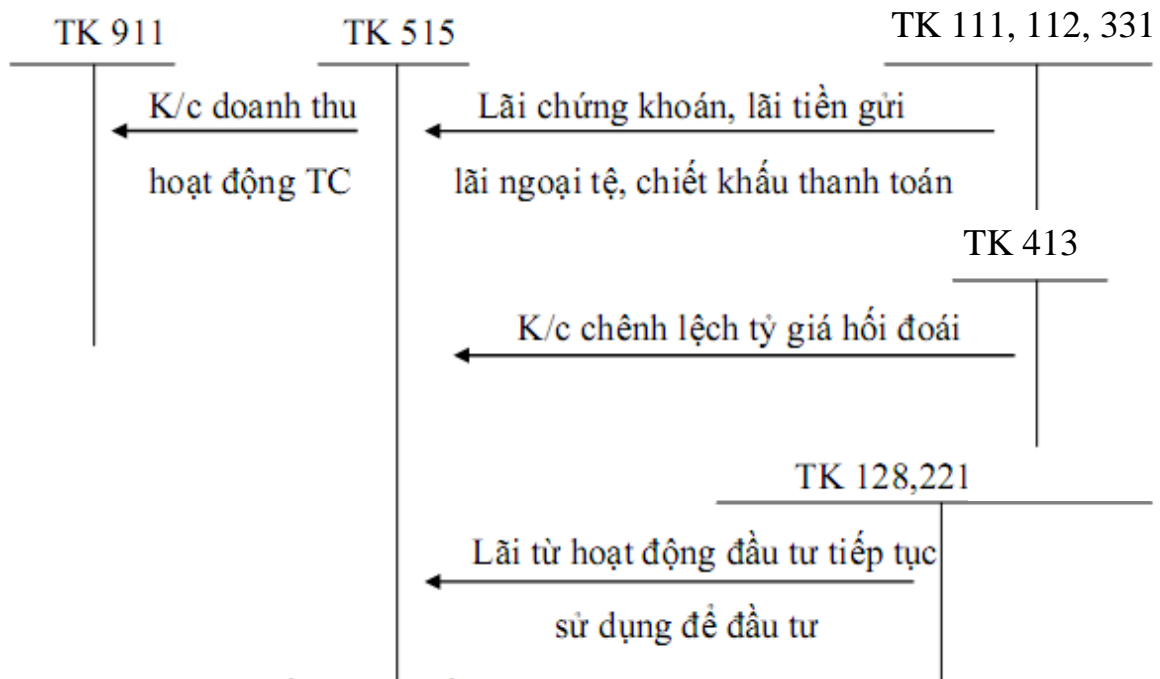 TK 911
TK 515
TK 111, 112, 331
K/c doanh thu
Lãi chứng khoán, lãi tiền gửi
hoạt động TC
lãi ngoại tệ, chiết khấu thanh toán
TK 413
K/c chênh lệch tỷ giá hối đoái
TK 128,221
Lãi từ hoạt động đầu tư tiếp tục
sử dụng để đầu tư